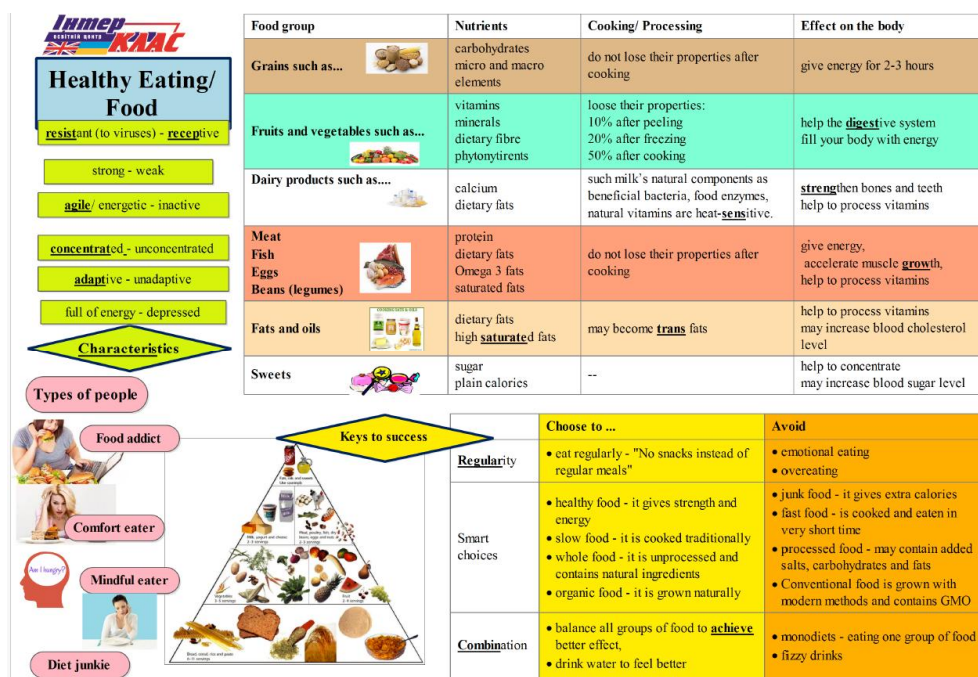 Інтер
освітній центр
КЛАС
Healthy Eating/
Food
resistant (to viruses) - receptive
strong - weak
agile/ energetic - inactive
concentrated - unconcentrated
adaptive - unadaptive
full of energy - depressed
Characteristics
Types of people
Food addict
Comfort eater
Am I hungry?
Mindful eater
Diet junkie
Food group
Nutrients
Cooking/ Processing
Effect on the body
Grains such as...
carbohydrates
micro and macro
elements
do not lose their properties after
cooking
give energy for 2-3 hours
Fruits and vegetables such as...
vitamins
minerals
dietary fibre
phytonytirents
loose their properties:
10% after peeling
20% after freezing
50% after cooking
help the digestive system
fill your body with energy
Dairy products such as....
calcium
dietary fats
such milk's natural components as
beneficial bacteria, food enzymes,
natural vitamins are heat-sensitive.
strengthen bones and teeth
help to process vitamins
Meat
Fish
Eggs
Beans (legumes)
protein
dietary fats
Omega 3 fats
saturated fats
do not lose their properties after
cooking
give energy,
accelerate muscle growth,
help to process vitamins
Fats and oils
dietary fats
high saturated fats
may become trans fats
help to process vitamins
may increase blood cholesterol
level
Sweets
sugar
plain calories
--
help to concentrate
may increase blood sugar level
Keys to success
Choose to ...
Avoid
Regularity
• eat regularly - "No snacks instead of
regular meals"
• emotional eating
• overeating
Smart
choices
• healthy food - it gives strength and
energy
• slow food - it is cooked traditionally
• whole food - it is unprocessed and
contains natural ingredients
• organic food - it is grown naturally
• junk food - it gives extra calories
• fast food - is cooked and eaten in
very short time
• processed food - may contain added
salts, carbohydrates and fats
• Conventional food is grown with
modern methods and contains GMO
Combination
• balance all groups of food to achieve
better effect,
• drink water to feel better
• monodiets - eating one group of food
• fizzy drinks